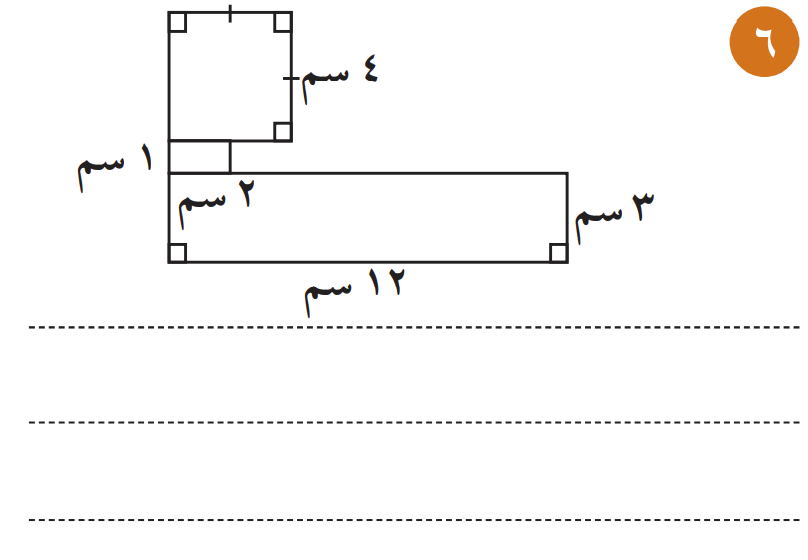 ٦
٤ سم
١ سم
٢ سم
٣ سم
١٢ سم